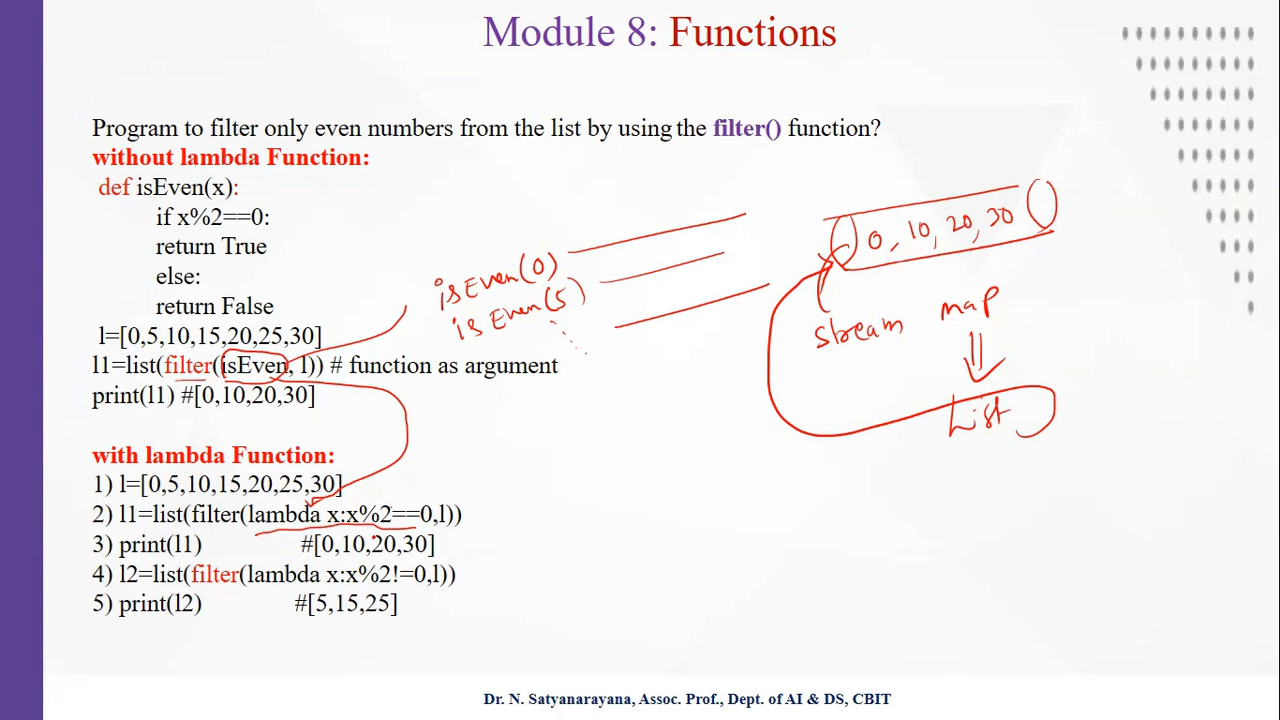 Module 8: Functions
Program to filter only even numbers from the list by using the filter() function?
without lambda Function:
def isEven(x):
if x%2==0:
return True
else:
return False
l=[0,5,10,15,20,25,30]
l1=list(filter(isEven, l)) # function as argument
print(l1) #[0,10,20,30]
isEven(0)
isEven(5)
0, 10, 20, 30
stream
map
List
with lambda Function:
1) l=[0,5,10,15,20,25,30]
2) l1=list(filter(lambda x:x%2==0,l))
3) print(l1) #[0,10,20,30]
4) l2=list(filter(lambda x:x%2!=0,l))
5) print(l2) #[5,15,25]
Dr. N. Satyanarayana, Assoc. Prof., Dept. of AI & DS, CBIT